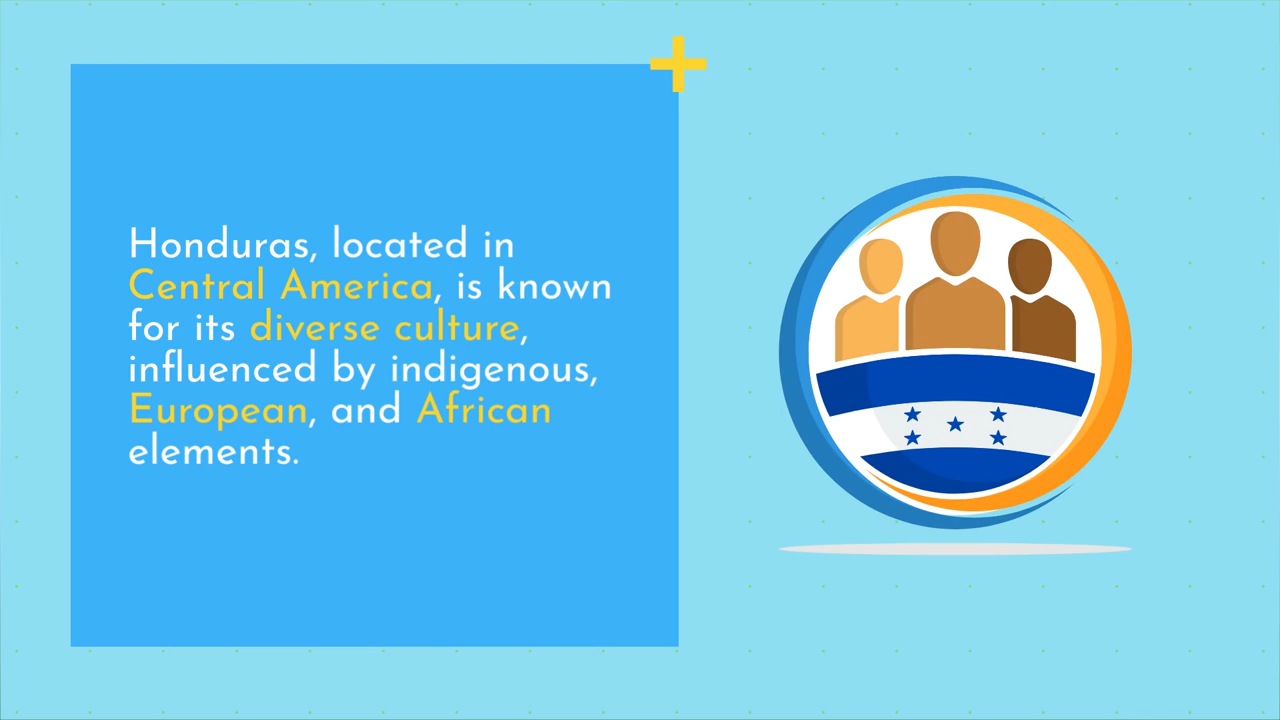 Honduras, located in
Central America, is known
for its diverse culture,
influenced by indigenous,
European, and African
elements.